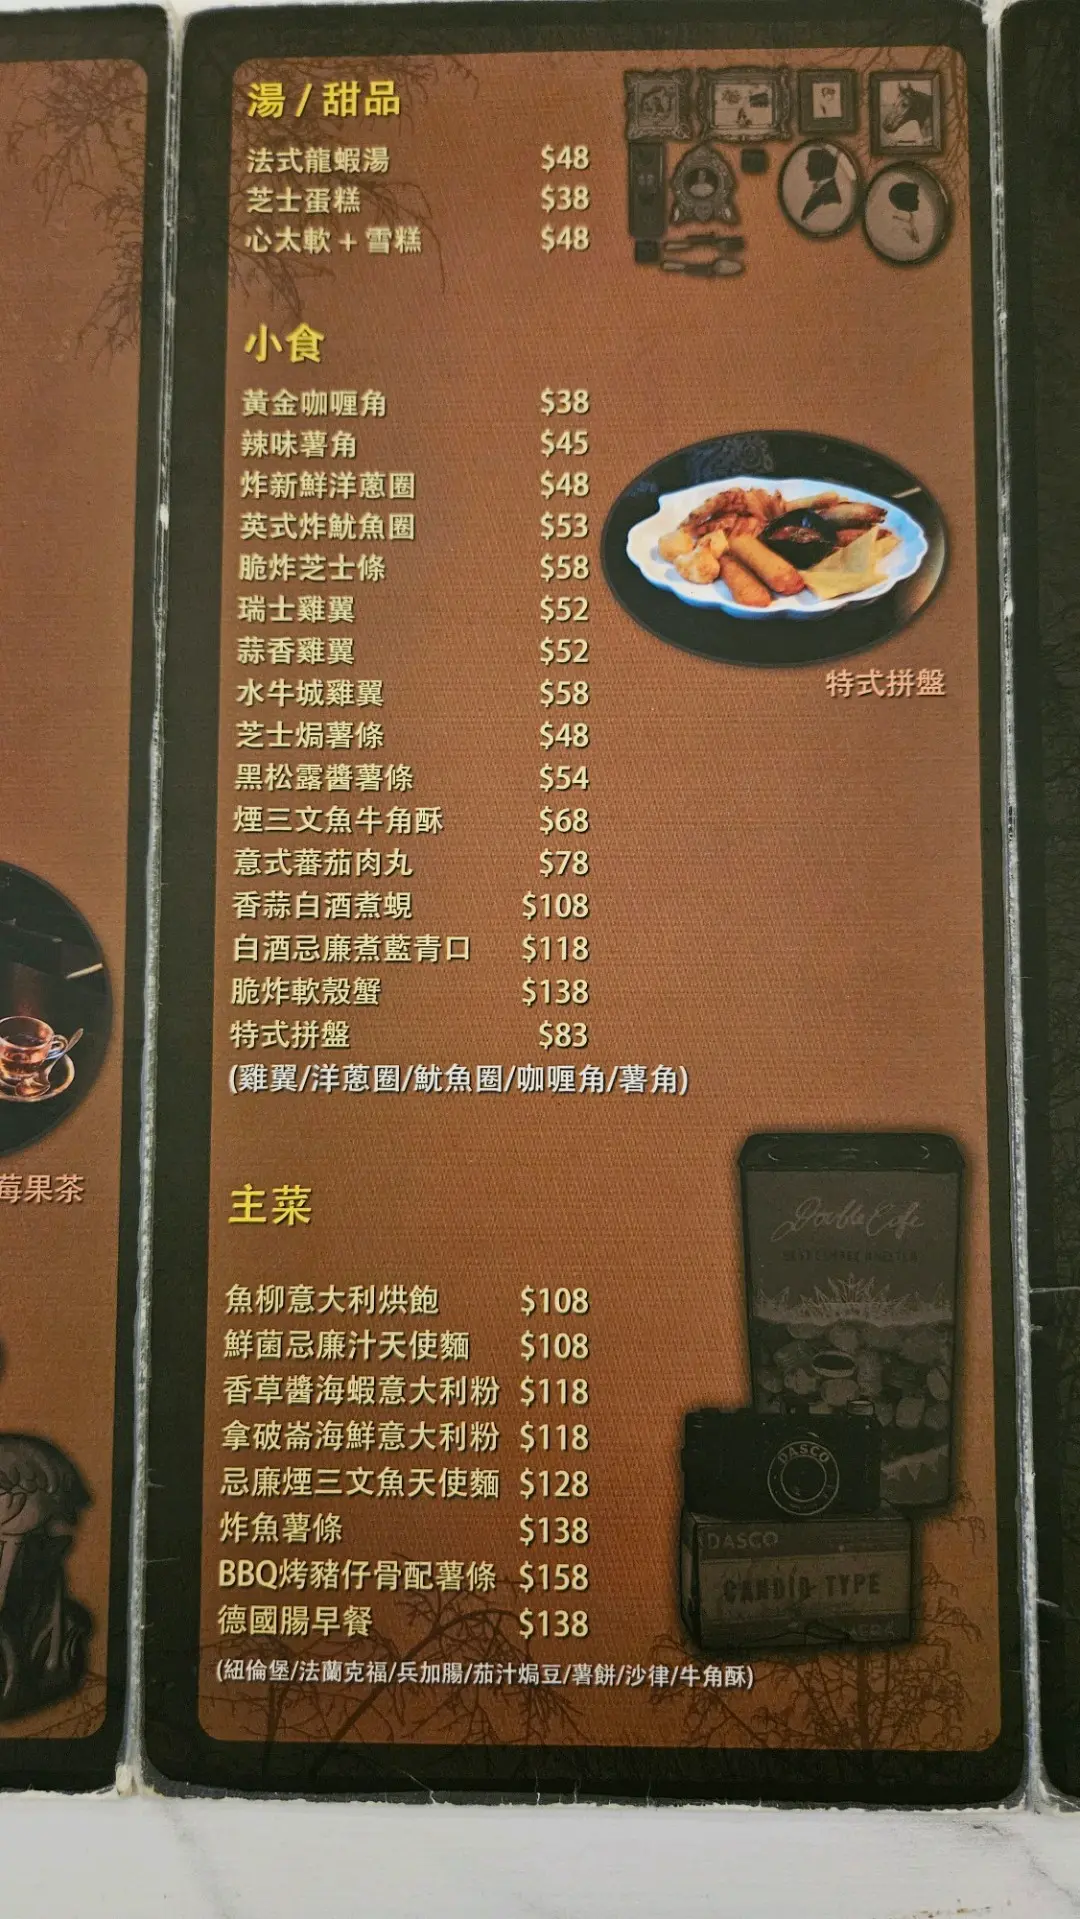 湯 / 甜品
法式龍蝦湯 $48
芝士蛋糕 $38
心太軟 + 雪糕 $48
小食
黃金咖喱角 $38
辣味薯角 $45
炸新鮮洋蔥圈 $48
英式炸魷魚圈 $53
脆炸芝士條 $58
瑞士雞翼 $52
蒜香雞翼 $52
水牛城雞翼 $58
芝士焗薯條 $48
黑松露醬薯條 $54
煙三文魚牛角酥 $68
意式蕃茄肉丸 $78
香蒜白酒煮蜆 $108
白酒忌廉煮藍青口 $118
脆炸軟殼蟹 $138
特式拼盤 $83
(雞翼/洋蔥圈/魷魚圈/咖喱角/薯角)
特式拼盤
主菜
魚柳意大利烘飽 $108
鮮菌忌廉汁天使麵 $108
香草醬海蝦意大利粉 $118
拿破崙海鮮意大利粉 $118
忌廉煙三文魚天使麵 $128
炸魚薯條 $138
BBQ烤豬仔骨配薯條 $158
德國腸早餐 $138
(紐倫堡/法蘭克福/兵加腸/茄汁焗豆/薯餅/沙律/牛角酥)
莓果茶
Double Cafe
DASCO
DASCO
CANDID TYPE